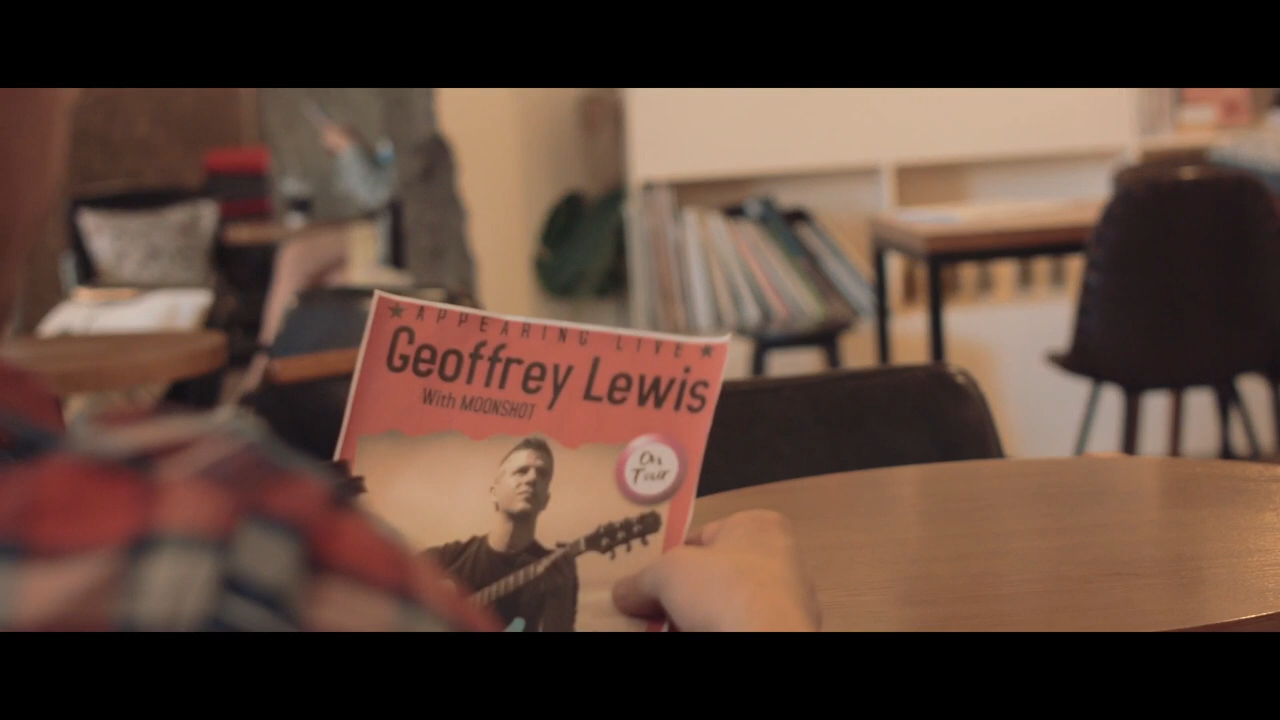 ★ APPEARING LIVE ★
Geoffrey Lewis
With MOONSHOT
On
Tour